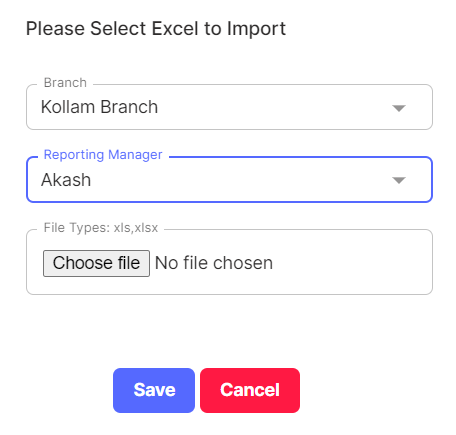 Please Select Excel to Import
Branch
Kollam Branch
Reporting Manager
Akash
File Types: xls,xlsx
Choose file No file chosen
Save Cancel